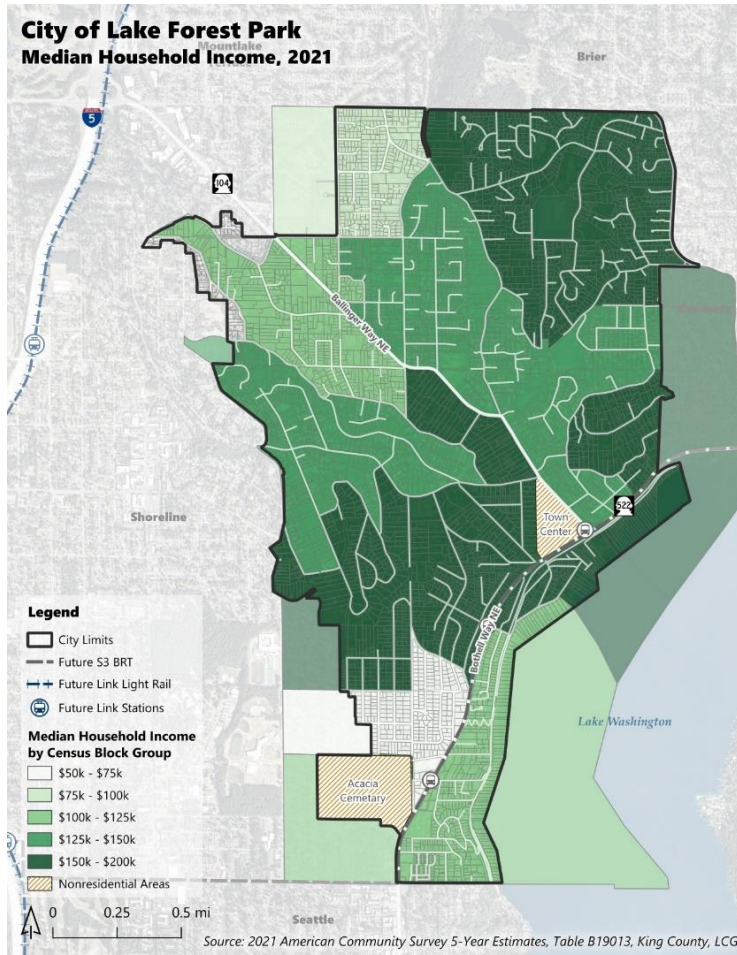 City of Lake Forest Park
Median Household Income, 2021
Mountlake
Terrace
Brier
5
104
Ballinger Way NE
Shoreline
522
Town
Center
Bothell Way NE
Legend
City Limits
Future S3 BRT
Future Link Light Rail
Future Link Stations
Median Household Income
by Census Block Group
$50k - $75k
$75k - $100k
$100k - $125k
$125k - $150k
$150k - $200k
Nonresidential Areas
Lake Washington
Acacia
Cemetary
0 0.25 0.5 mi
Seattle
Source: 2021 American Community Survey 5-Year Estimates, Table B19013, King County, LCG